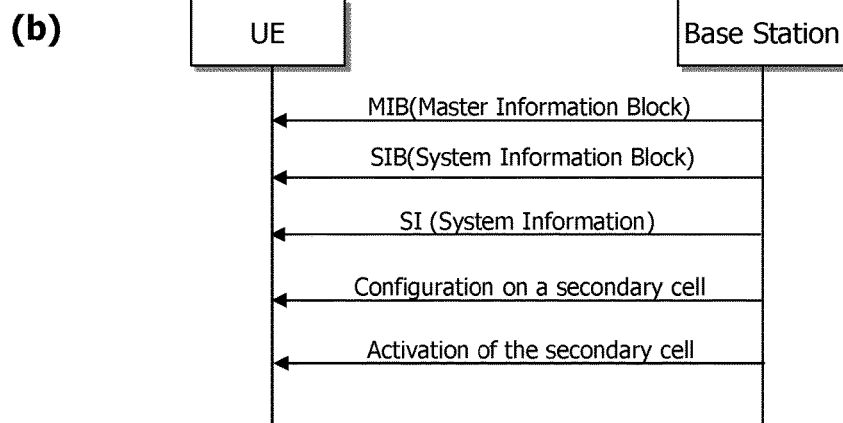 (b)
UE
Base Station
MIB(Master Information Block)
SIB(System Information Block)
SI (System Information)
Configuration on a secondary cell
Activation of the secondary cell